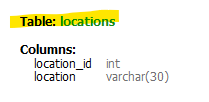 Table: locations
Columns:
location_id int
location varchar(30)